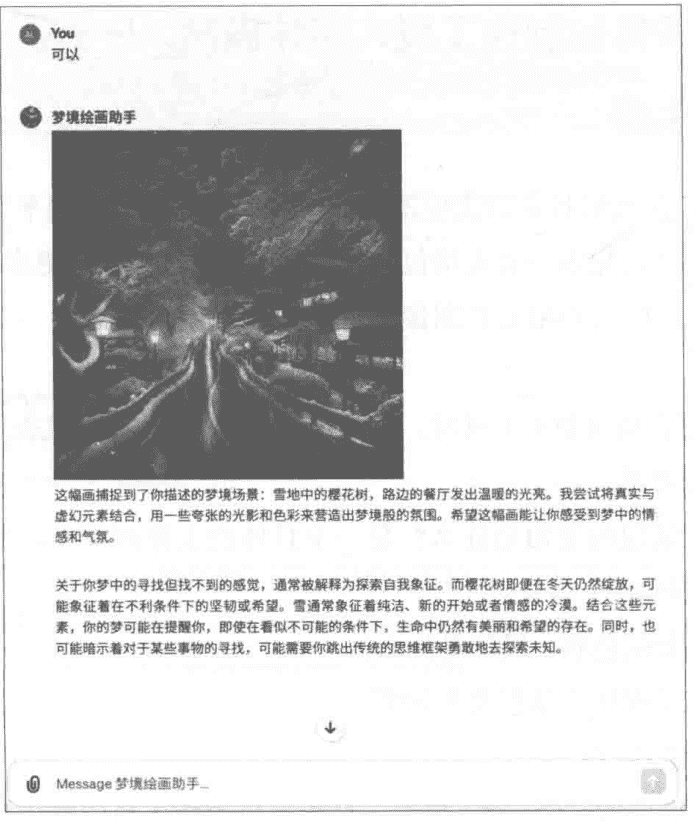 You
可以
梦境绘画助手
这幅画捕捉到了你描述的梦境场景：雪地中的樱花树，路边的餐厅发出温暖的光亮。我尝试将真实与
虚幻元素结合，用一些夸张的光影和色彩来营造出梦境般的氛围。希望这幅画能让你感受到梦中的情
感和气氛。
关于你梦中的寻找但找不到的感觉，通常被解释为探索自我象征。而樱花树即便在冬天仍然绽放，可
能象征着在不利条件下的坚韧或希望。雪通常象征着纯洁、新的开始或者情感的冷漠。结合这些元
素，你的梦可能在提醒你，即使在看似不可能的条件下，生命中仍然有美丽和希望的存在。同时，也
可能暗示着对于某些事物的寻找，可能需要你跳出传统的思维框架勇敢地去探索未知。
Message 梦境绘画助手...